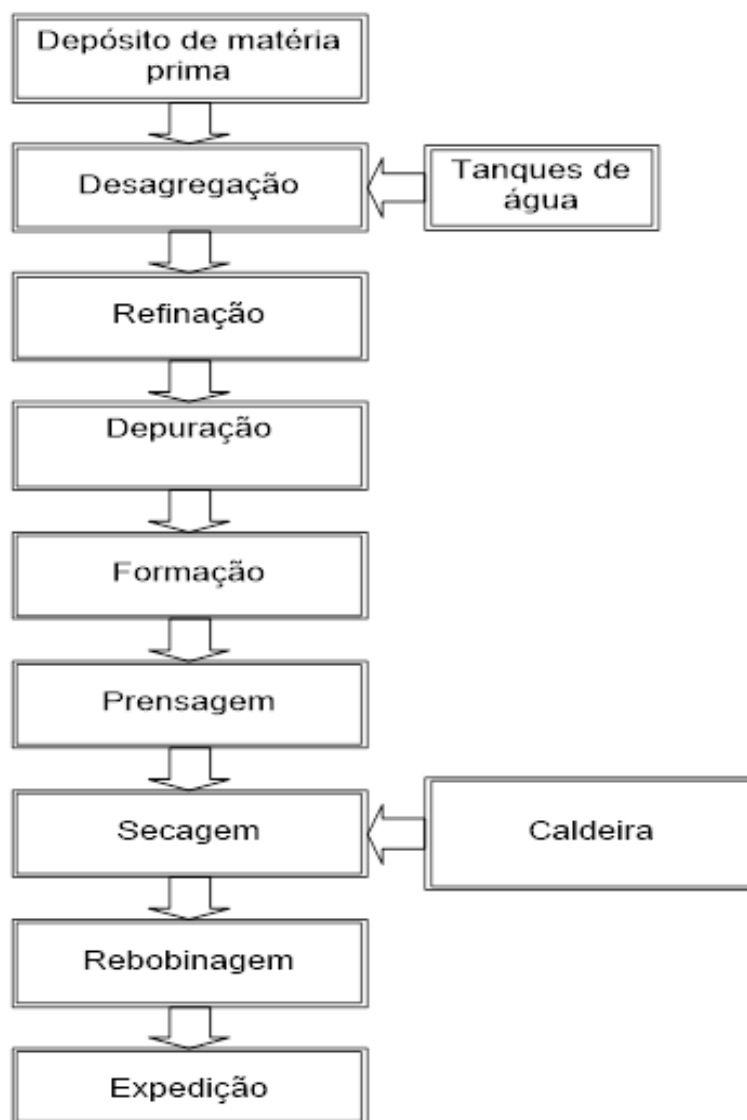 Depósito de matéria
prima
Desagregação
Tanques de
água
Refinação
Depuração
Formação
Prensagem
Secagem
Caldeira
Rebobinagem
Expedição